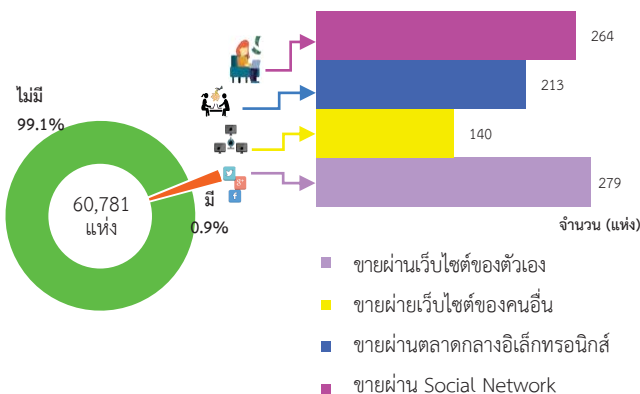 264
ไม่มี
99.1%
213
140
60,781
แห่ง
มี
0.9%
279
จำนวน (แห่ง)
ขายผ่านเว็บไซต์ของตัวเอง
ขายผ่ายเว็บไซต์ของคนอื่น
ขายผ่านตลาดกลางอิเล็กทรอนิกส์
ขายผ่าน Social Network